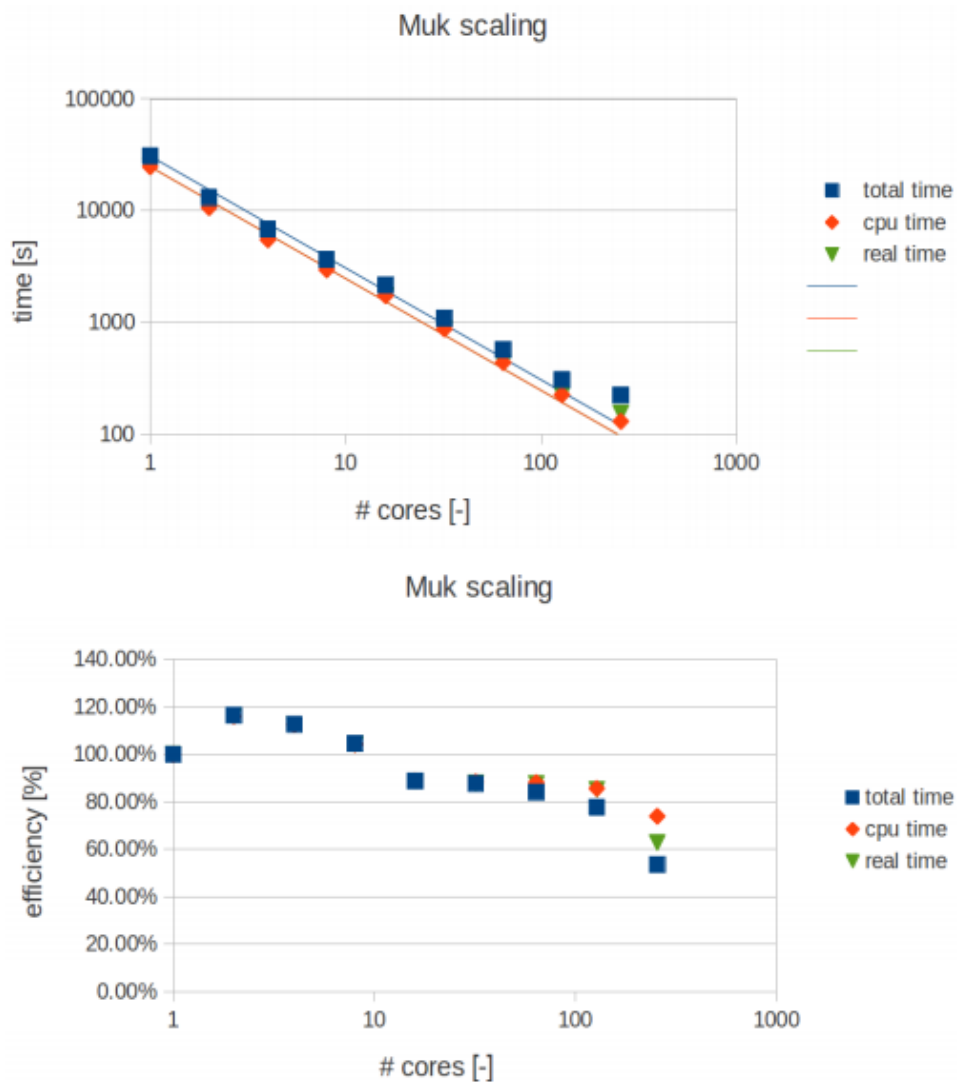 Muk scaling
100000
10000
1000
100
time [s]
1
10
100
1000
# cores [-]
total time
cpu time
real time
Muk scaling
140.00%
120.00%
100.00%
80.00%
60.00%
40.00%
20.00%
0.00%
efficiency [%]
1
10
100
1000
# cores [-]
total time
cpu time
real time